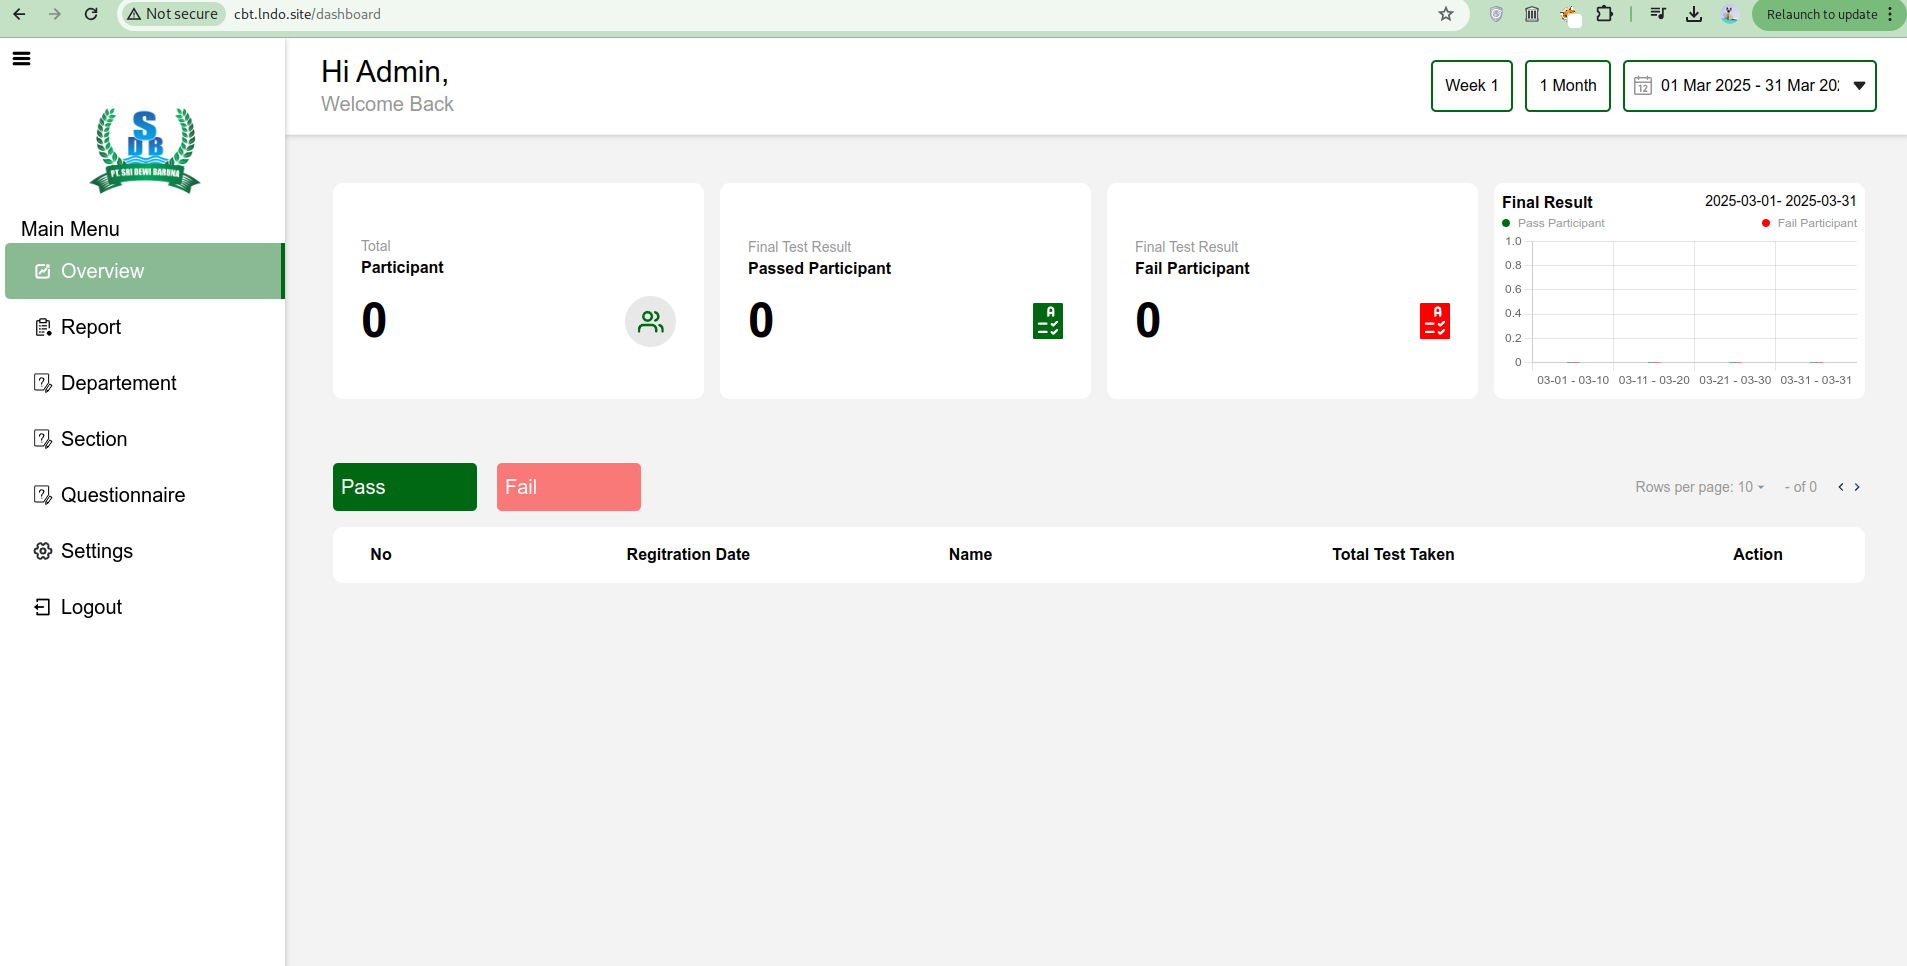 Not secure
cbt.lndo.site/dashboard
Relaunch to update
S
DB
PT. SRI DEWI BARUNA
Main Menu
Overview
Report
Departement
Section
Questionnaire
Settings
Logout
Hi Admin,
Welcome Back
Week 1
1 Month
12
01 Mar 2025 - 31 Mar 202
Total
Participant
0
Final Test Result
Passed Participant
0
A
Final Test Result
Fail Participant
0
A
Final Result
2025-03-01- 2025-03-31
Pass Participant
Fail Participant
1.0
0.8
0.6
0.4
0.2
0
03-01 - 03-10
03-11 - 03-20
03-21 - 03-30
03-31 - 03-31
Pass
Fail
Rows per page: 10
- of 0
No
Regitration Date
Name
Total Test Taken
Action